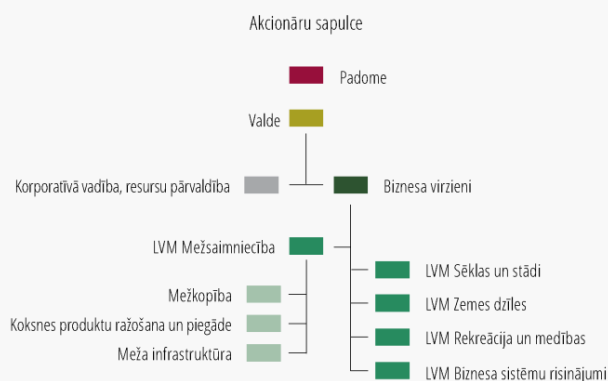 Akcionāru sapulce
Padome
Valde
Korporatīvā vadība, resursu pārvaldība
Biznesa virzieni
LVM Mežsaimniecība
LVM Sēklas un stādi
Mežkopība
LVM Zemes dzīles
Koksnes produktu ražošana un piegāde
LVM Rekreācija un medības
Meža infrastruktūra
LVM Biznesa sistēmu risinājumi